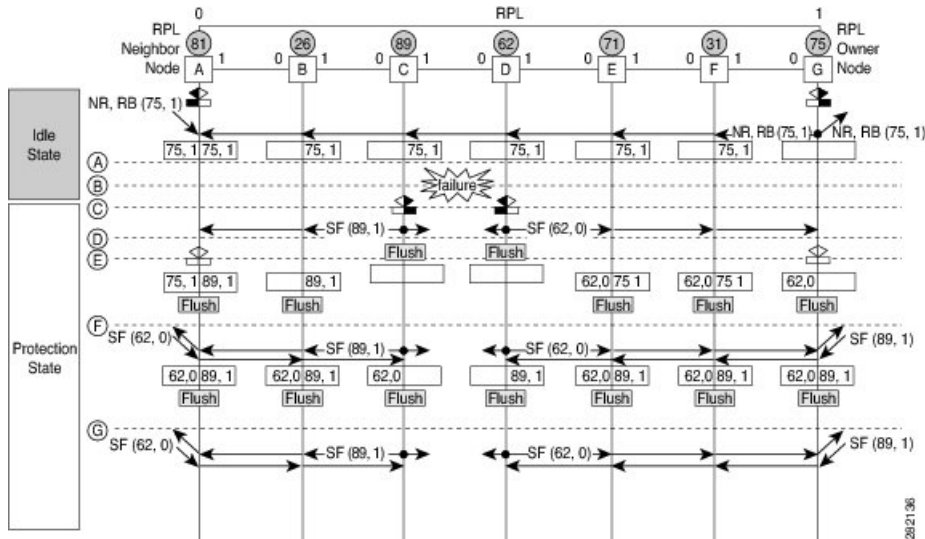 0 RPL 1
RPL Neighbor Node
81 26 89 62 71 31 75
RPL Owner Node
0 1 0 1 0 1 0 1 0 1 0
A B C D E F G
Idle State
NR, RB (75, 1)
NR, RB (75, 1) NR, RB (75, 1)
75, 1 75, 1 75, 1 75, 1 75, 1 75, 1 75, 1
A
B
failure
C
SF (89, 1) SF (62, 0)
D
Flush Flush
E
75, 1 89, 1 89, 1 62,0 75 1 62,0 75 1 62,0
Flush Flush Flush Flush Flush
Protection State
F
SF (62, 0) SF (89, 1) SF (62, 0) SF (89, 1)
62,0 89, 1 62,0 89, 1 62,0 89, 1 62,0 89, 1 62,0 89, 1 62,0 89, 1
Flush Flush Flush Flush Flush Flush Flush
G
SF (62, 0) SF (89, 1) SF (62, 0) SF (89, 1)
282136